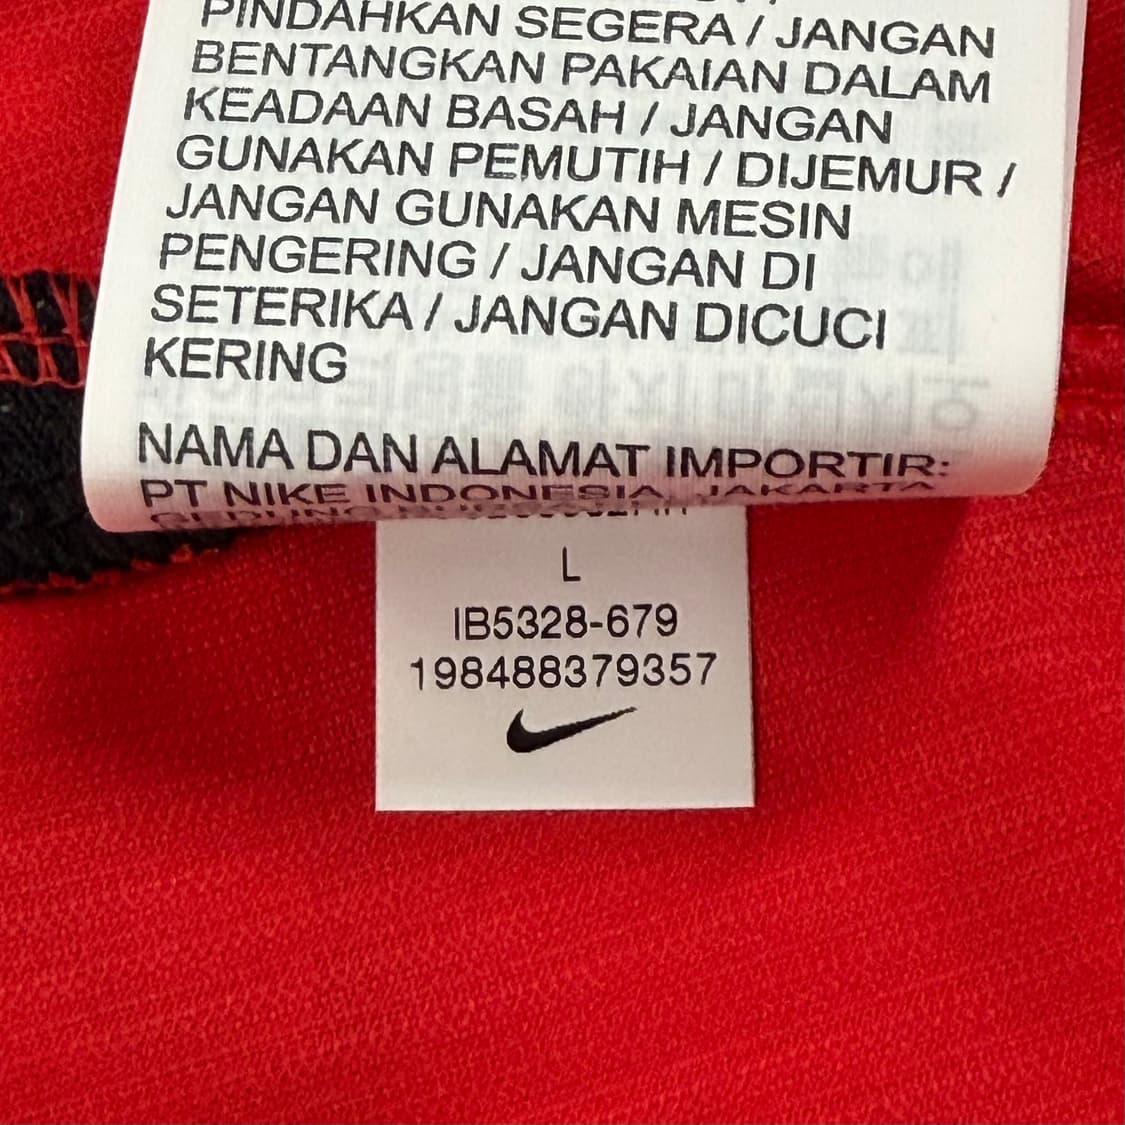 PINDAHKAN SEGERA / JANGAN
BENTANGKAN PAKAIAN DALAM
KEADAAN BASAH / JANGAN
GUNAKAN PEMUTIH / DIJEMUR /
JANGAN GUNAKAN MESIN
PENGERING / JANGAN DI
SETERIKA / JANGAN DICUCI
KERING
NAMA DAN ALAMAT IMPORTIR:
PT NIKE INDONESIA, JAKARTA
L
IB5328-679
198488379357